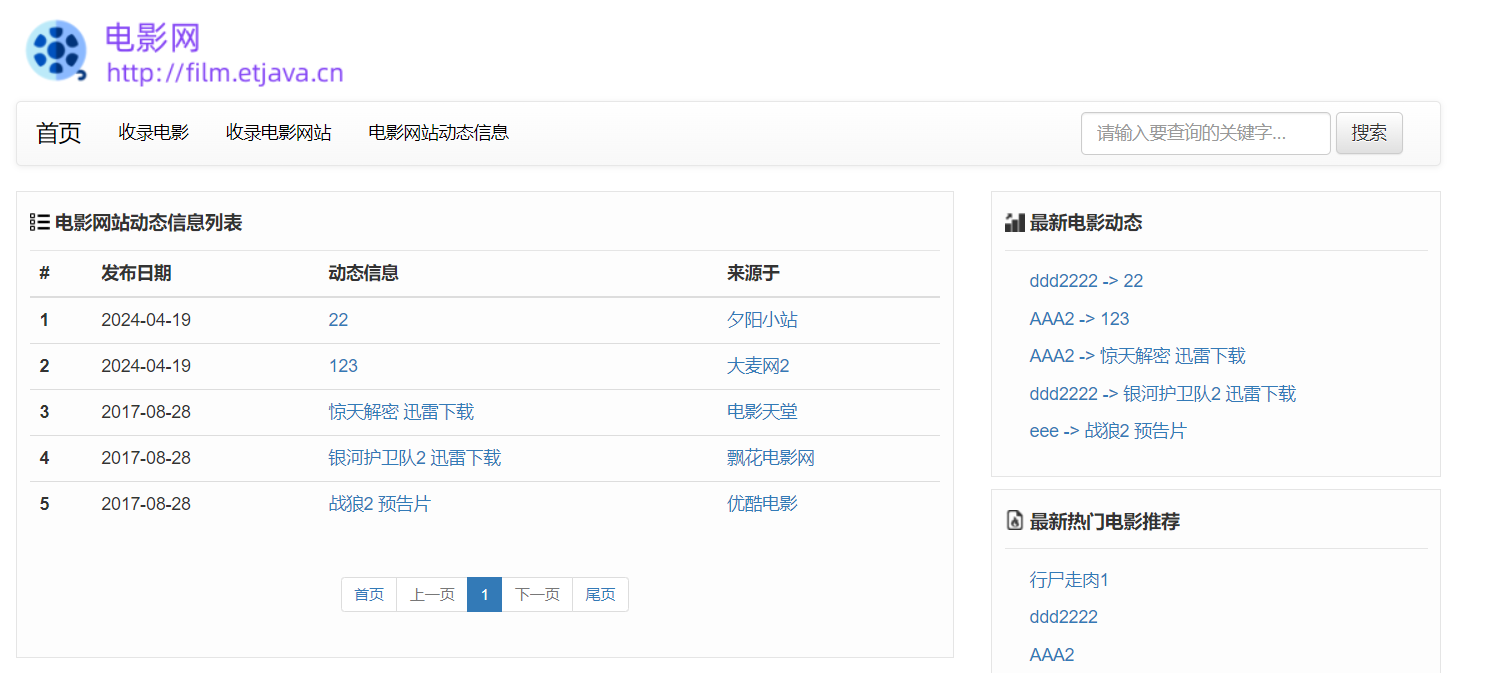 电影网
http://film.etjava.cn
首页 收录电影 收录电影网站 电影网站动态信息 请输入要查询的关键字... 搜索
电影网站动态信息列表
# 发布日期 动态信息 来源于
1 2024-04-19 22 夕阳小站
2 2024-04-19 123 大麦网2
3 2017-08-28 惊天解密 迅雷下载 电影天堂
4 2017-08-28 银河护卫队2 迅雷下载 飘花电影网
5 2017-08-28 战狼2 预告片 优酷电影
首页 上一页 1 下一页 尾页
最新电影动态
ddd2222 -> 22
AAA2 -> 123
AAA2 -> 惊天解密 迅雷下载
ddd2222 -> 银河护卫队2 迅雷下载
eee -> 战狼2 预告片
最新热门电影推荐
行尸走肉1
ddd2222
AAA2